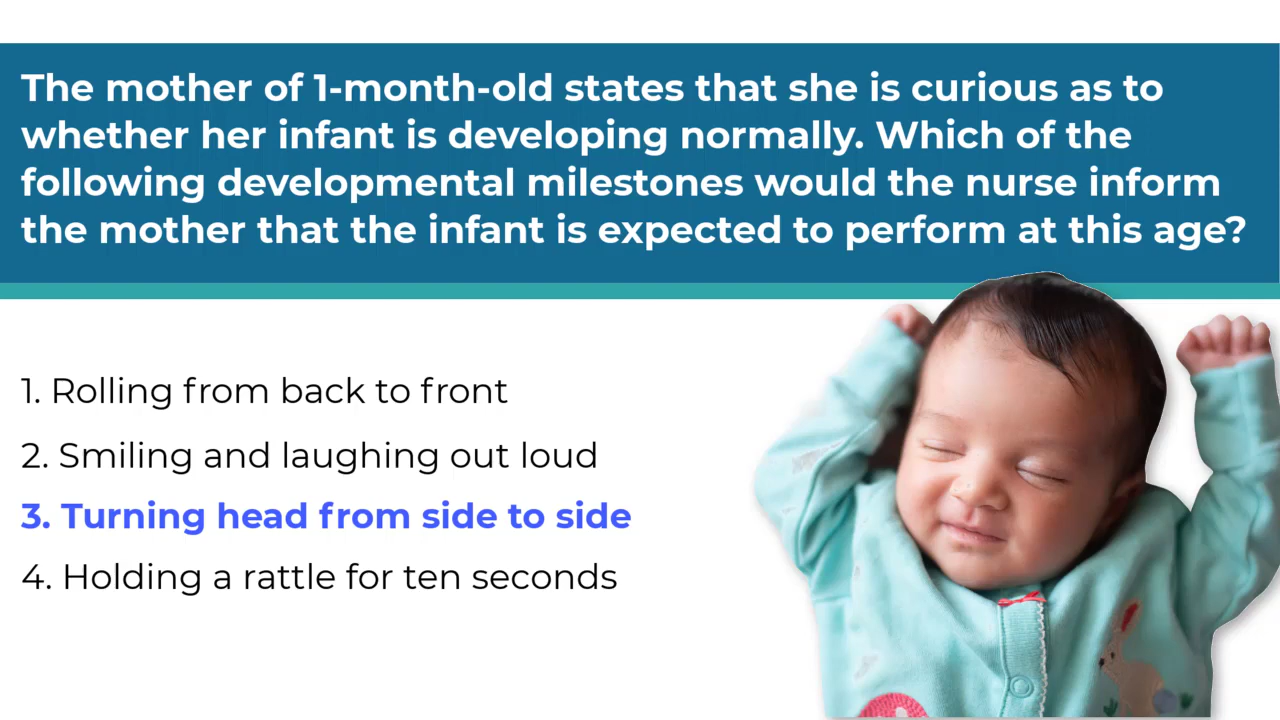 The mother of 1-month-old states that she is curious as to
whether her infant is developing normally. Which of the
following developmental milestones would the nurse inform
the mother that the infant is expected to perform at this age?
1. Rolling from back to front
2. Smiling and laughing out loud
3. Turning head from side to side
4. Holding a rattle for ten seconds